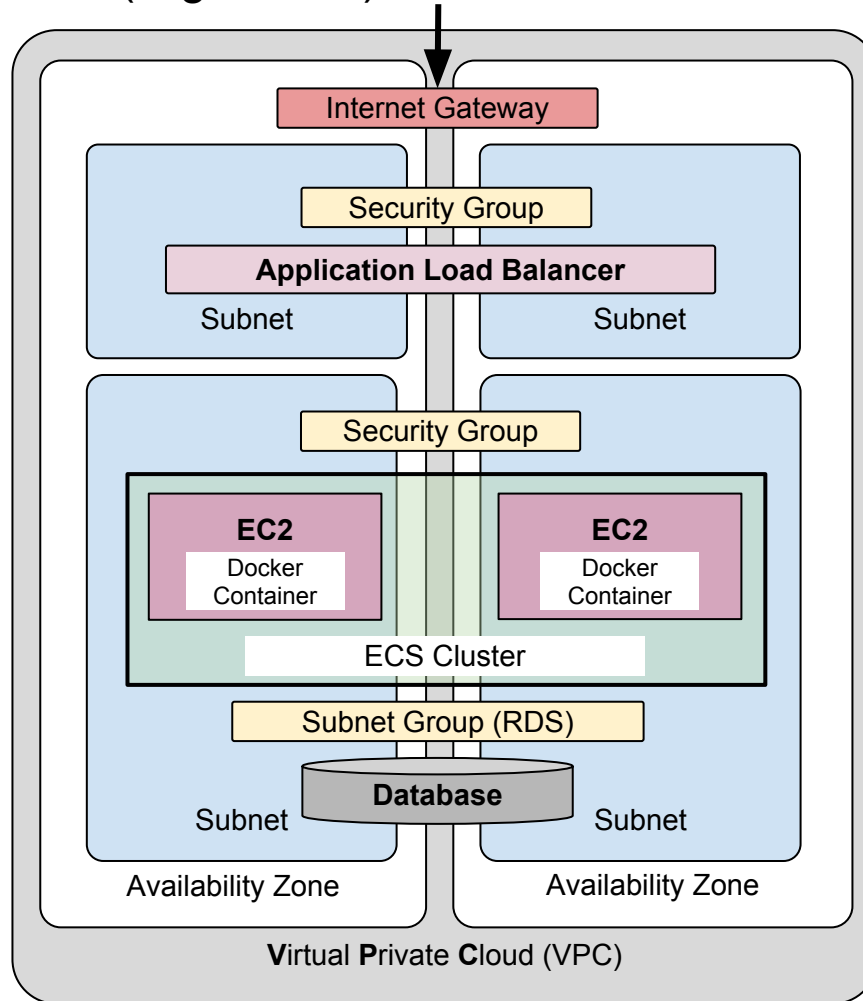 Internet Gateway
Security Group
Application Load Balancer
Subnet
Subnet
Security Group
EC2
Docker
Container
EC2
Docker
Container
ECS Cluster
Subnet Group (RDS)
Database
Subnet
Subnet
Availability Zone
Availability Zone
Virtual Private Cloud (VPC)